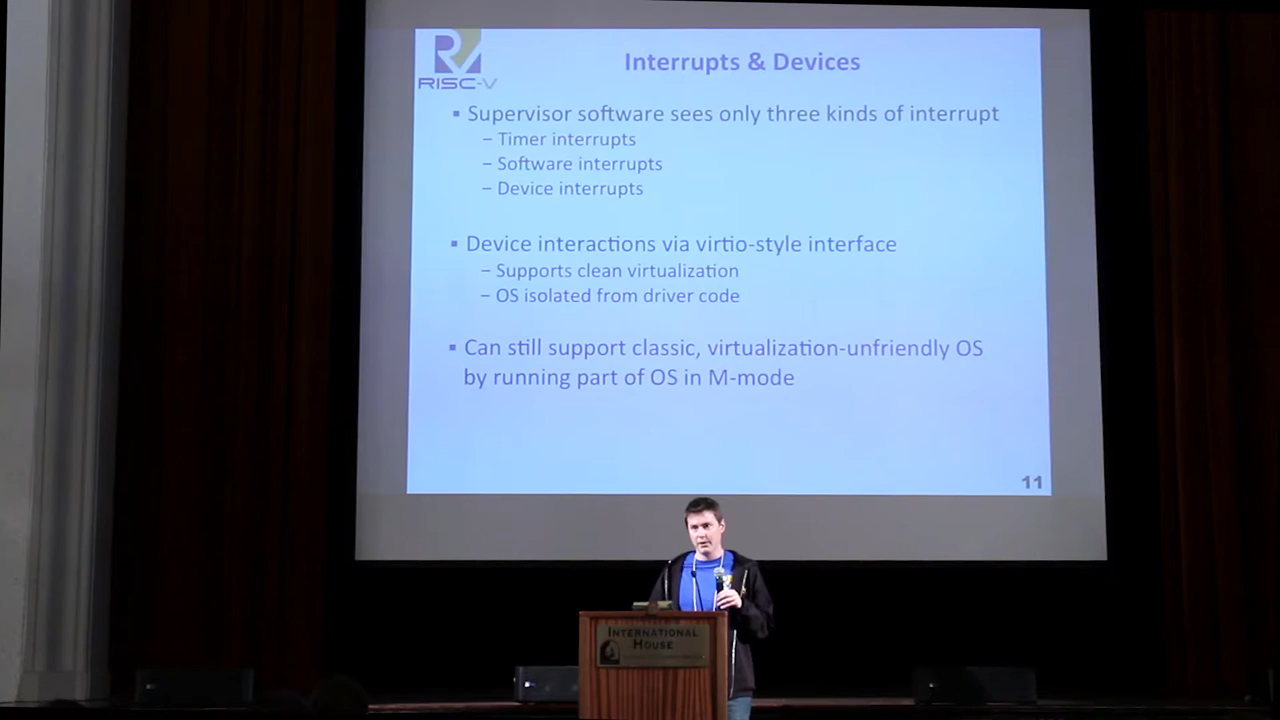 RISC-V
Interrupts & Devices
▪ Supervisor software sees only three kinds of interrupt
– Timer interrupts
– Software interrupts
– Device interrupts
▪ Device interactions via virtio-style interface
– Supports clean virtualization
– OS isolated from driver code
▪ Can still support classic, virtualization-unfriendly OS
by running part of OS in M-mode
11
INTERNATIONAL
HOUSE